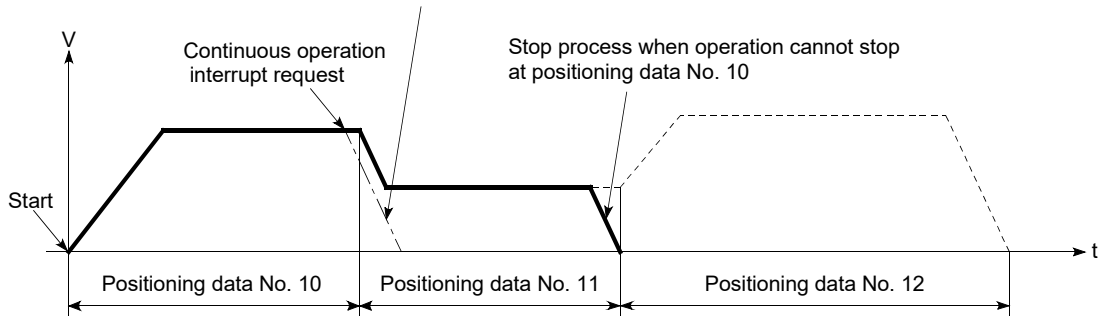 V
Continuous operation
interrupt request
Stop process when operation cannot stop
at positioning data No. 10
Start
t
Positioning data No. 10
Positioning data No. 11
Positioning data No. 12